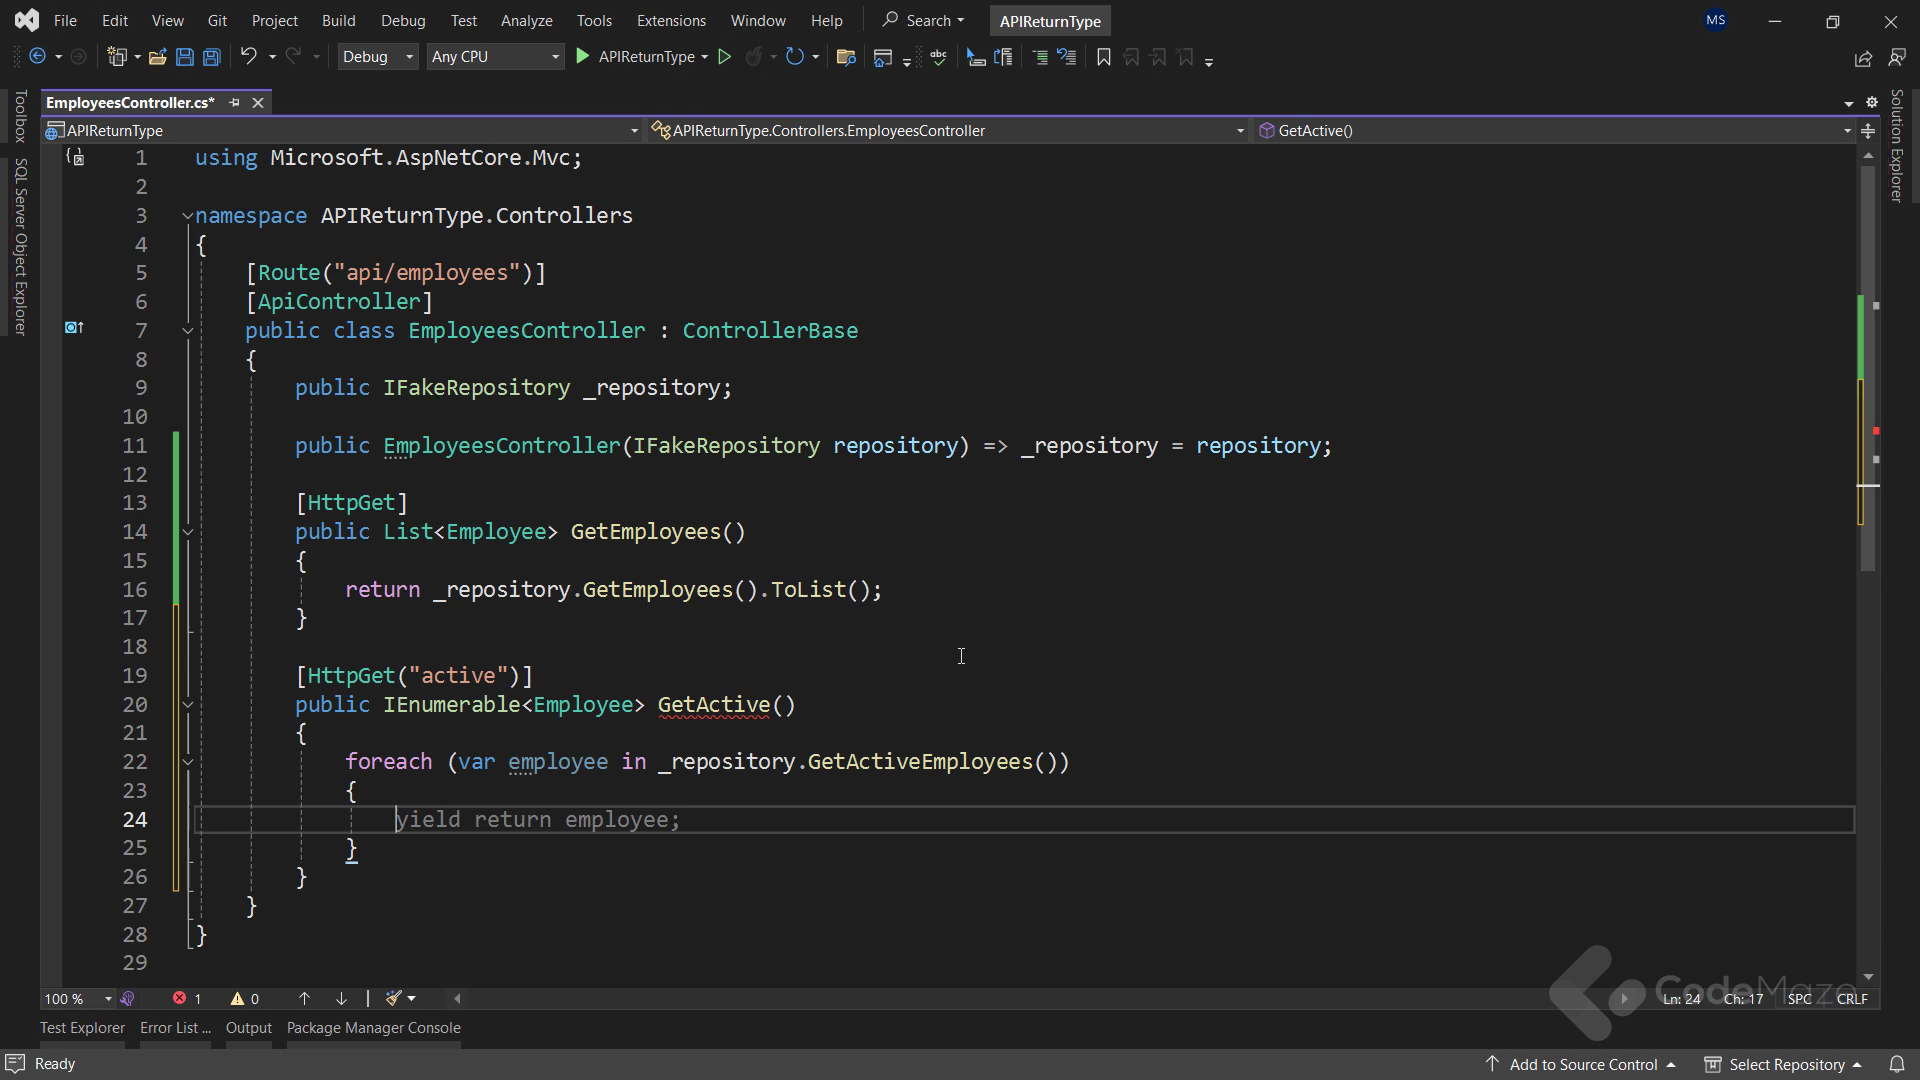 File Edit View Git Project Build Debug Test Analyze Tools Extensions Window Help Search APIReturnType MS
Debug Any CPU APIReturnType abc
EmployeesController.cs*
APIReturnType APIReturnType.Controllers.EmployeesController GetActive()
Toolbox
SQL Server Object Explorer
Solution Explorer
1 using Microsoft.AspNetCore.Mvc;
2
3 namespace APIReturnType.Controllers
4 {
5 [Route("api/employees")]
6 [ApiController]
7 public class EmployeesController : ControllerBase
8 {
9 public IFakeRepository _repository;
10
11 public EmployeesController(IFakeRepository repository) => _repository = repository;
12
13 [HttpGet]
14 public List<Employee> GetEmployees()
15 {
16 return _repository.GetEmployees().ToList();
17 }
18
19 [HttpGet("active")]
20 public IEnumerable<Employee> GetActive()
21 {
22 foreach (var employee in _repository.GetActiveEmployees())
23 {
24 yield return employee;
25 }
26 }
27 }
28 }
29
100 % 1 0 Ln: 24 Ch: 17 SPC CRLF
CodeMaze
Test Explorer Error List ... Output Package Manager Console
Ready Add to Source Control Select Repository